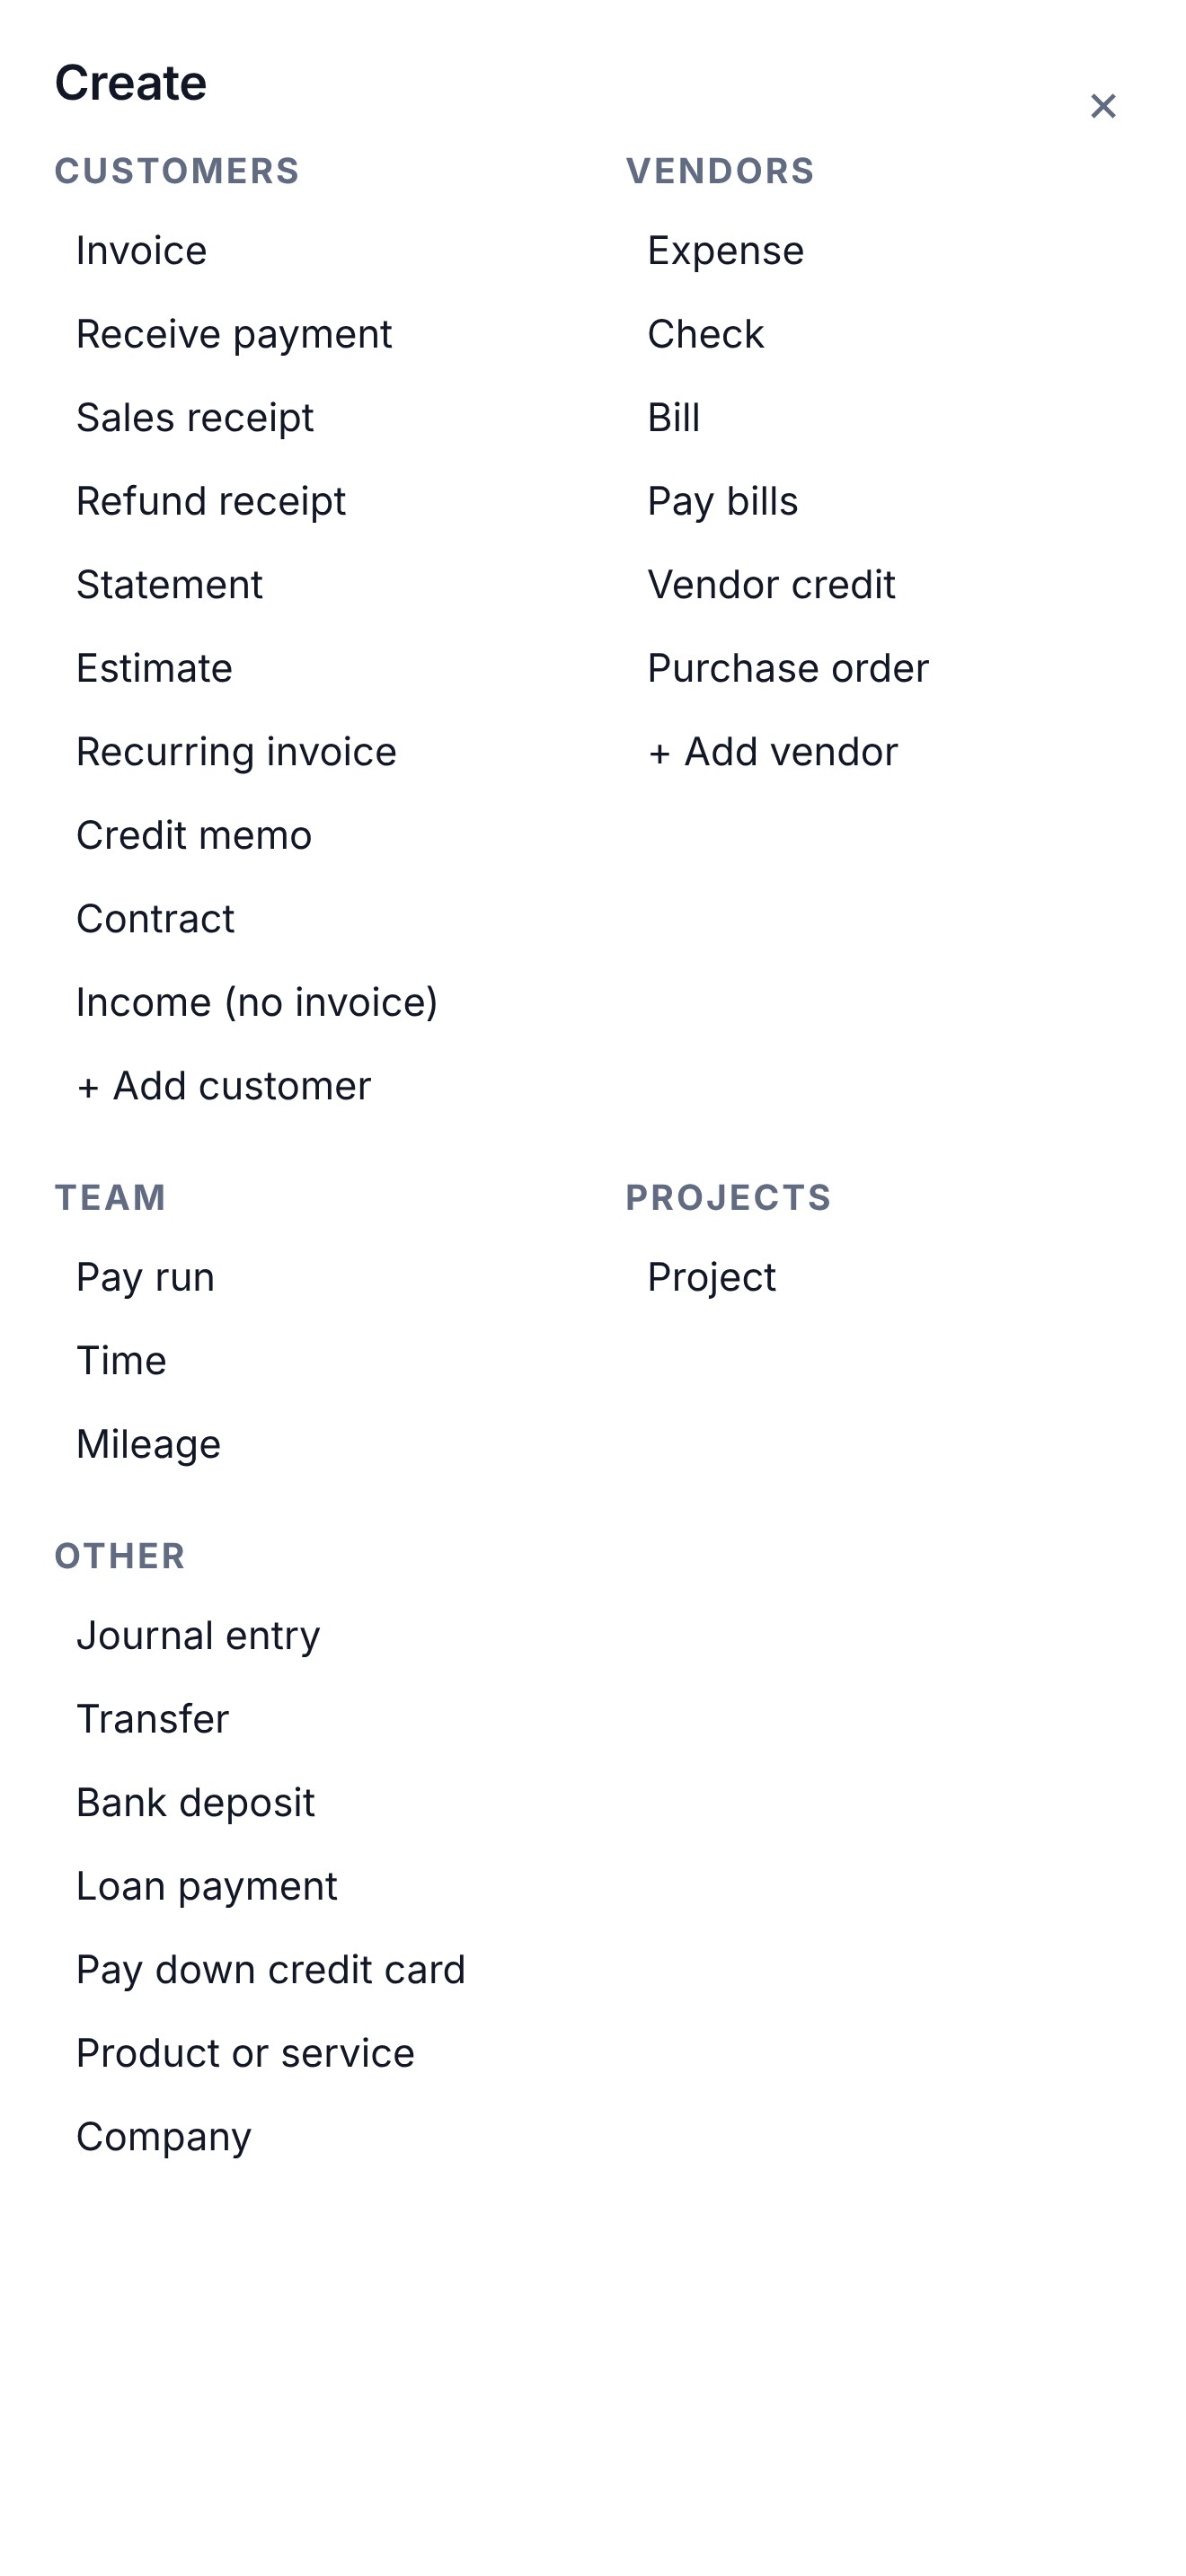 Create
×
CUSTOMERS
Invoice
Receive payment
Sales receipt
Refund receipt
Statement
Estimate
Recurring invoice
Credit memo
Contract
Income (no invoice)
+ Add customer
VENDORS
Expense
Check
Bill
Pay bills
Vendor credit
Purchase order
+ Add vendor
TEAM
Pay run
Time
Mileage
PROJECTS
Project
OTHER
Journal entry
Transfer
Bank deposit
Loan payment
Pay down credit card
Product or service
Company